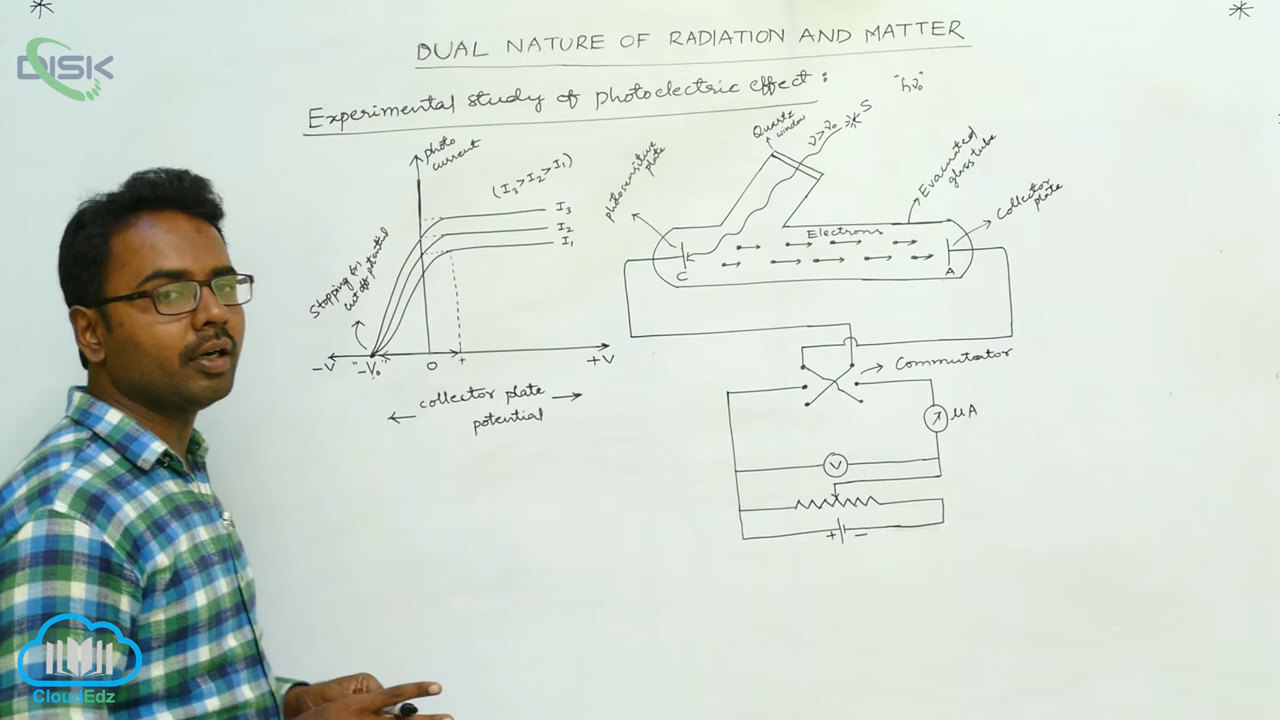 DISK
DUAL NATURE OF RADIATION AND MATTER
Experimental study of photoelectric effect :
"hν₀"
photo
current
(I₃ > I₂ > I₁)
I₃
I₂
I₁
Stopping (or)
cutoff potential
-V
"-V₀"
0
+
+V
collector plate
potential
photosensitive
plate
Quartz
window
ν > ν₀
S
Evacuated
glass tube
Collector
plate
Electrons
C
A
Commutator
μA
V
+
-
CloudEdz